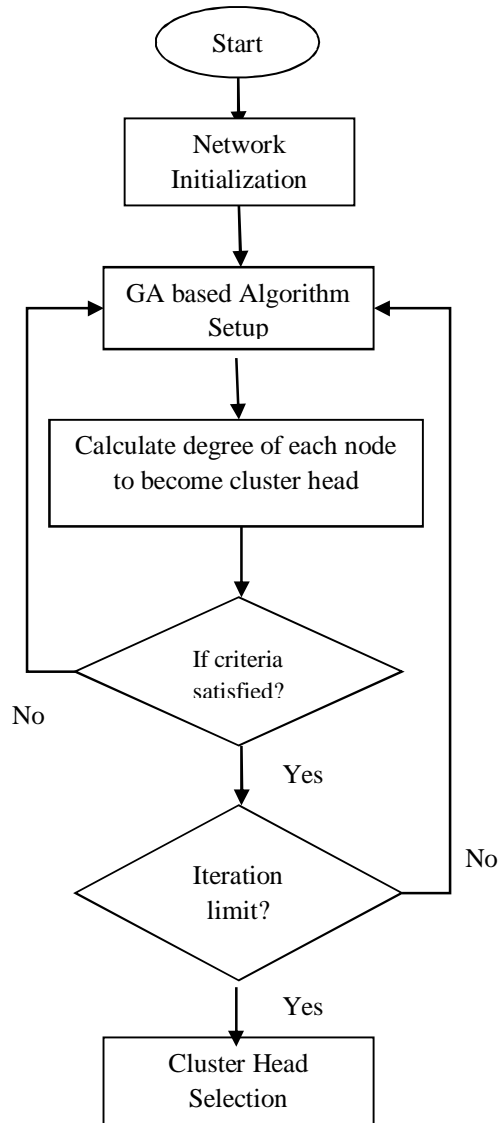 Start
Network
Initialization
GA based Algorithm
Setup
Calculate degree of each node
to become cluster head
If criteria
satisfied?
No
Yes
Iteration
limit?
No
Yes
Cluster Head
Selection